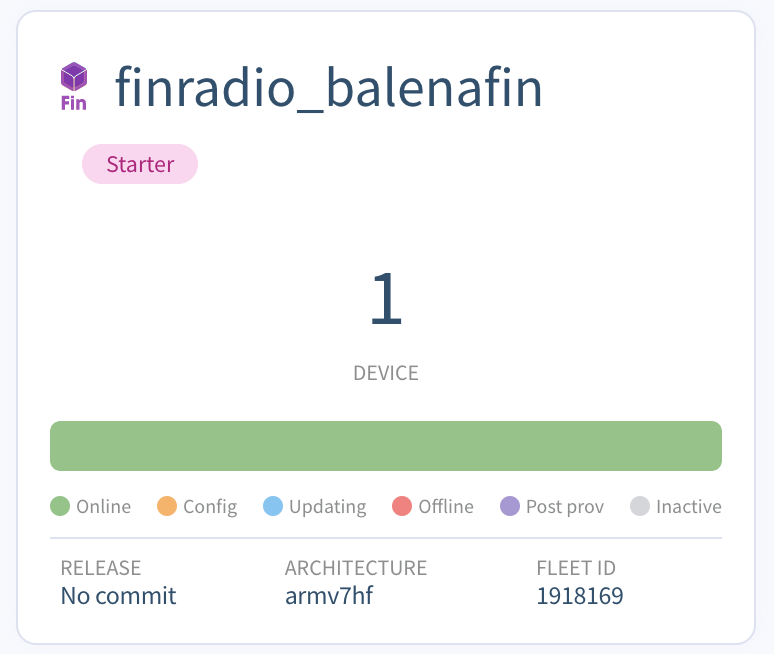 Fin
finradio_balenafin
Starter
1
DEVICE
Online Config Updating Offline Post prov Inactive
RELEASE ARCHITECTURE FLEET ID
No commit armv7hf 1918169